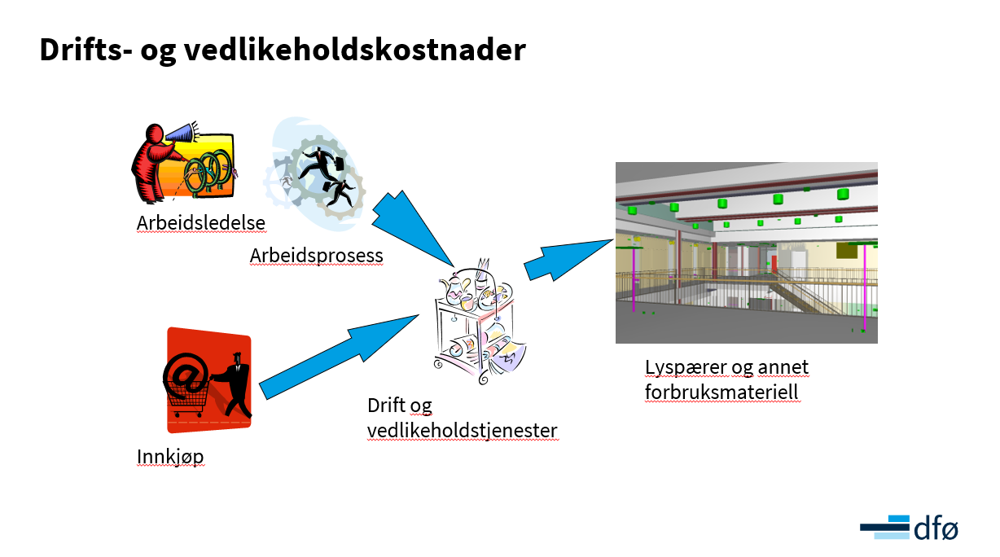 Drifts- og vedlikeholdskostnader
Arbeidsledelse
Arbeidsprosess
Innkjøp
@
Drift og
vedlikeholdstjenester
Lyspærer og annet
forbruksmateriell
dfø